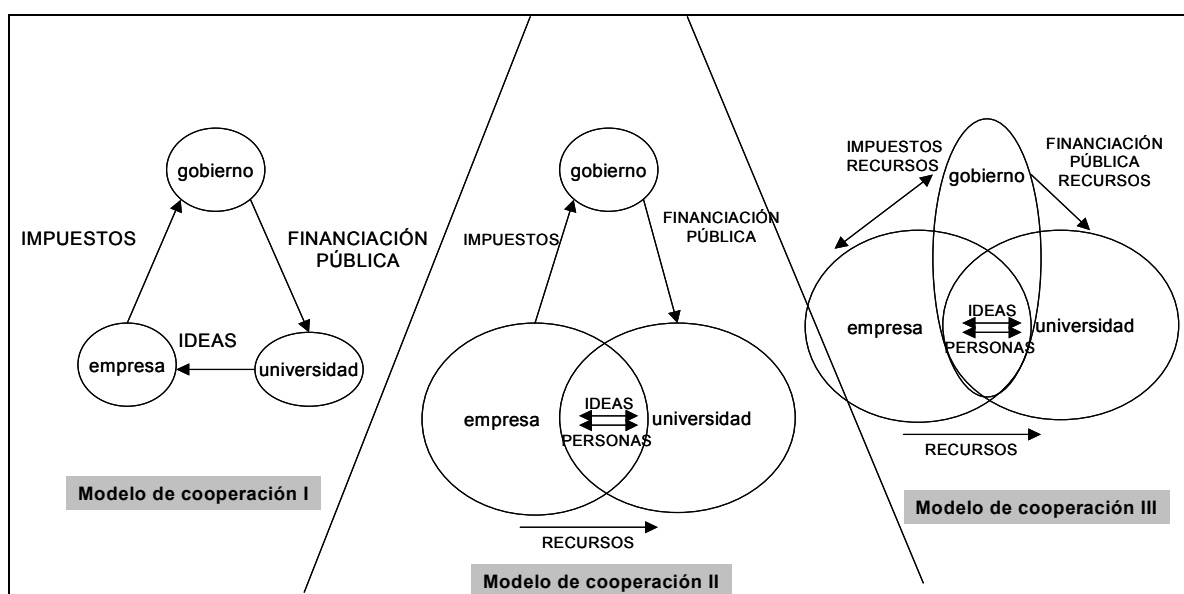 gobierno
IMPUESTOS
FINANCIACIÓN
PÚBLICA
IDEAS
empresa
universidad
Modelo de cooperación I
gobierno
IMPUESTOS
FINANCIACIÓN
PÚBLICA
empresa
IDEAS
PERSONAS
universidad
RECURSOS
Modelo de cooperación II
IMPUESTOS
RECURSOS
gobierno
FINANCIACIÓN
PÚBLICA
RECURSOS
empresa
IDEAS
PERSONAS
universidad
RECURSOS
Modelo de cooperación III